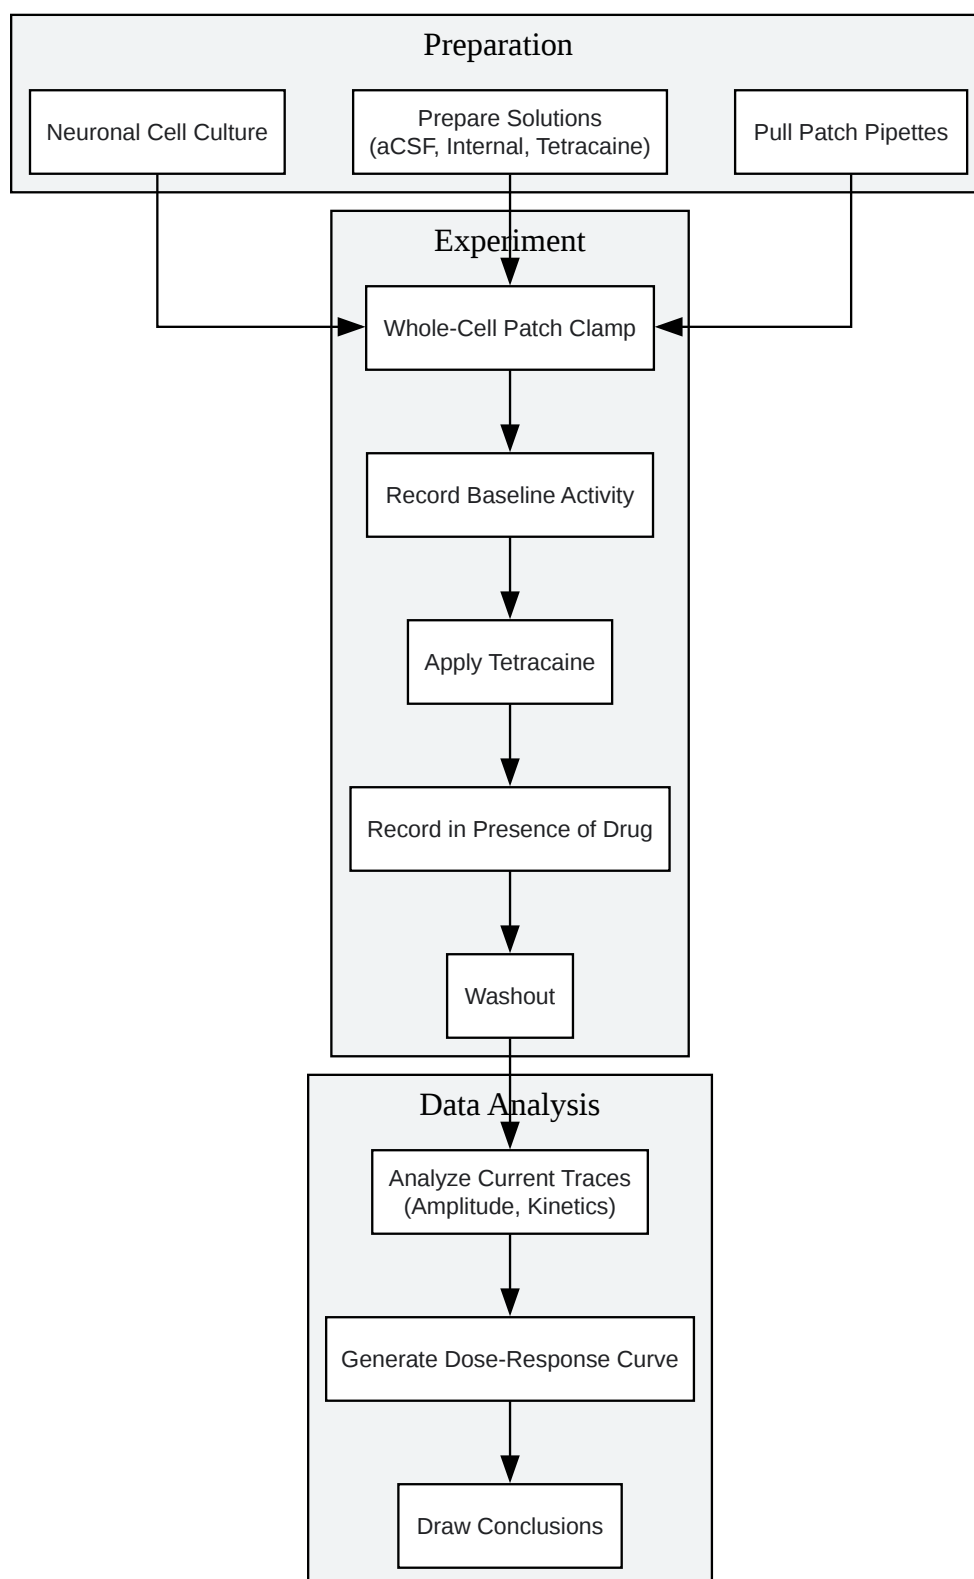 Preparation
Neuronal Cell Culture
Prepare Solutions
(aCSF, Internal, Tetracaine)
Pull Patch Pipettes
Experiment
Whole-Cell Patch Clamp
Record Baseline Activity
Apply Tetracaine
Record in Presence of Drug
Washout
Data Analysis
Analyze Current Traces
(Amplitude, Kinetics)
Generate Dose-Response Curve
Draw Conclusions